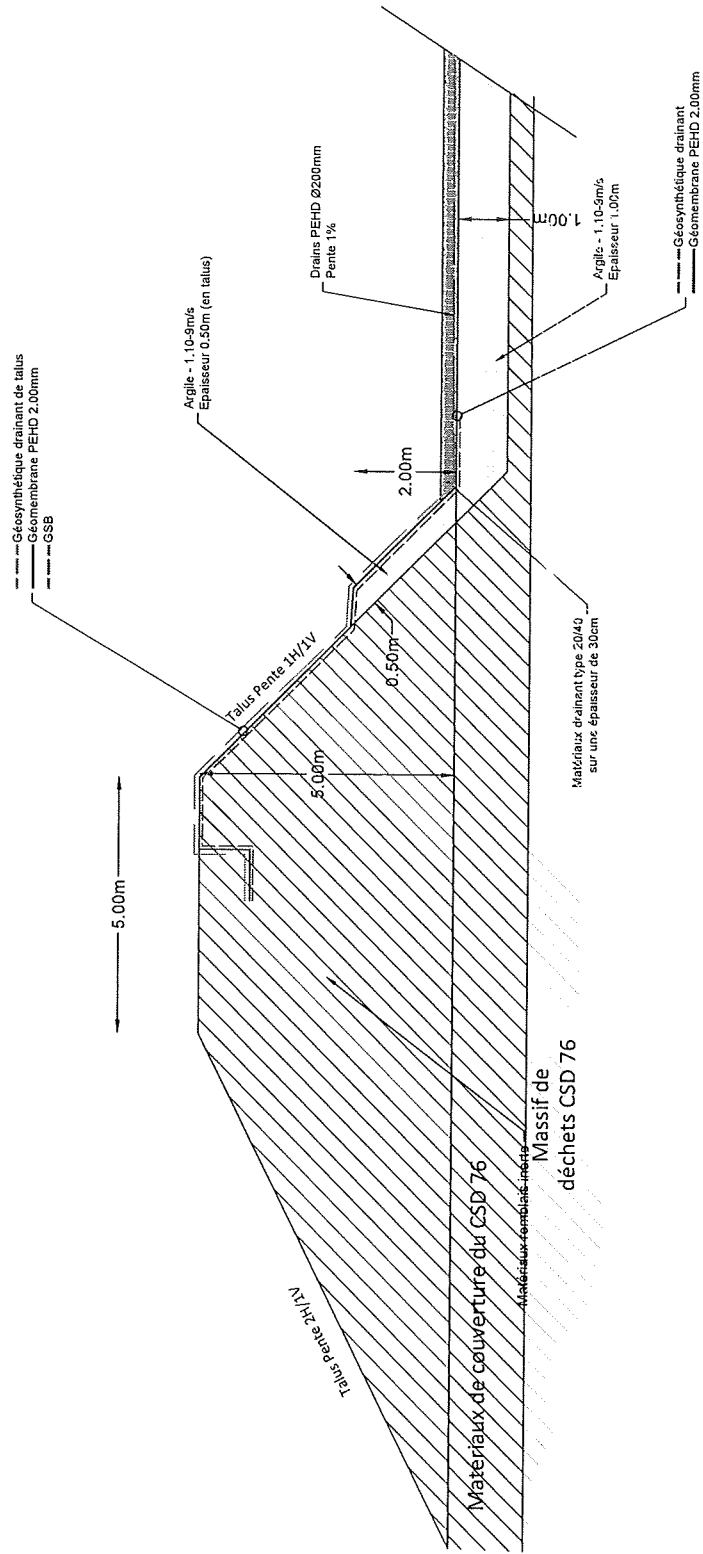 Géosynthétique drainant de talus
Géomembrane PEHD 2.00mm
GSB
Argile - 1.10-9m/s
Epaisseur 0.50m (en talus)
Drains PEHD Ø200mm
Pente 1%
5.00m
Talus Pente 1H/1V
2.00m
1.00m
5.00m
0.50m
Argile - 1.10-9m/s
Epaisseur 1.00m
Géosynthétique drainant
Géomembrane PEHD 2.00mm
Matériaux drainant type 20/40
sur une épaisseur de 30cm
Talus Pente 2H/1V
Materiaux de couverture du CSD 76
Matériaux remblais inerte
Massif de
déchets CSD 76